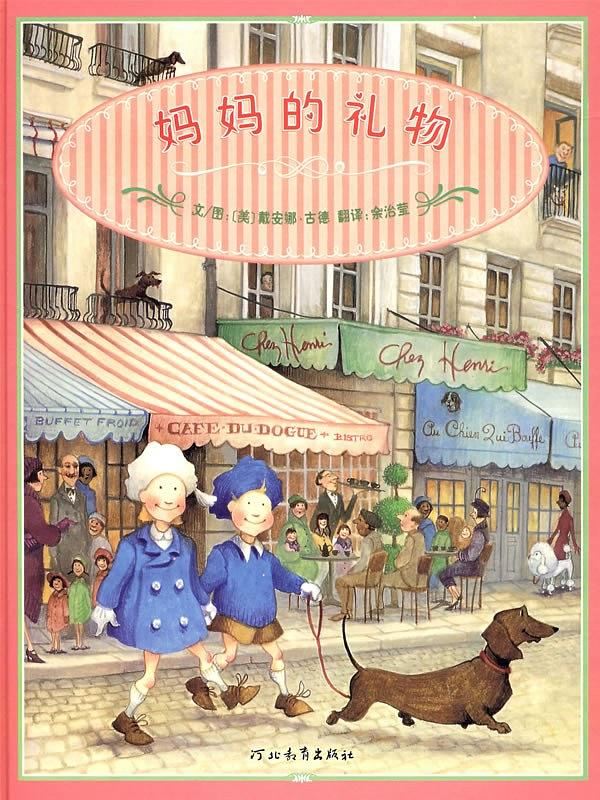 妈妈的礼物
文/图:〔美〕戴安娜·古德 翻译:余治莹
Chez Henri
Chez Henri
BUFFET FROID
CAFE·DU·DOGUE
BISTRO
Au Chien Qui Bouffe
Au
河北教育出版社